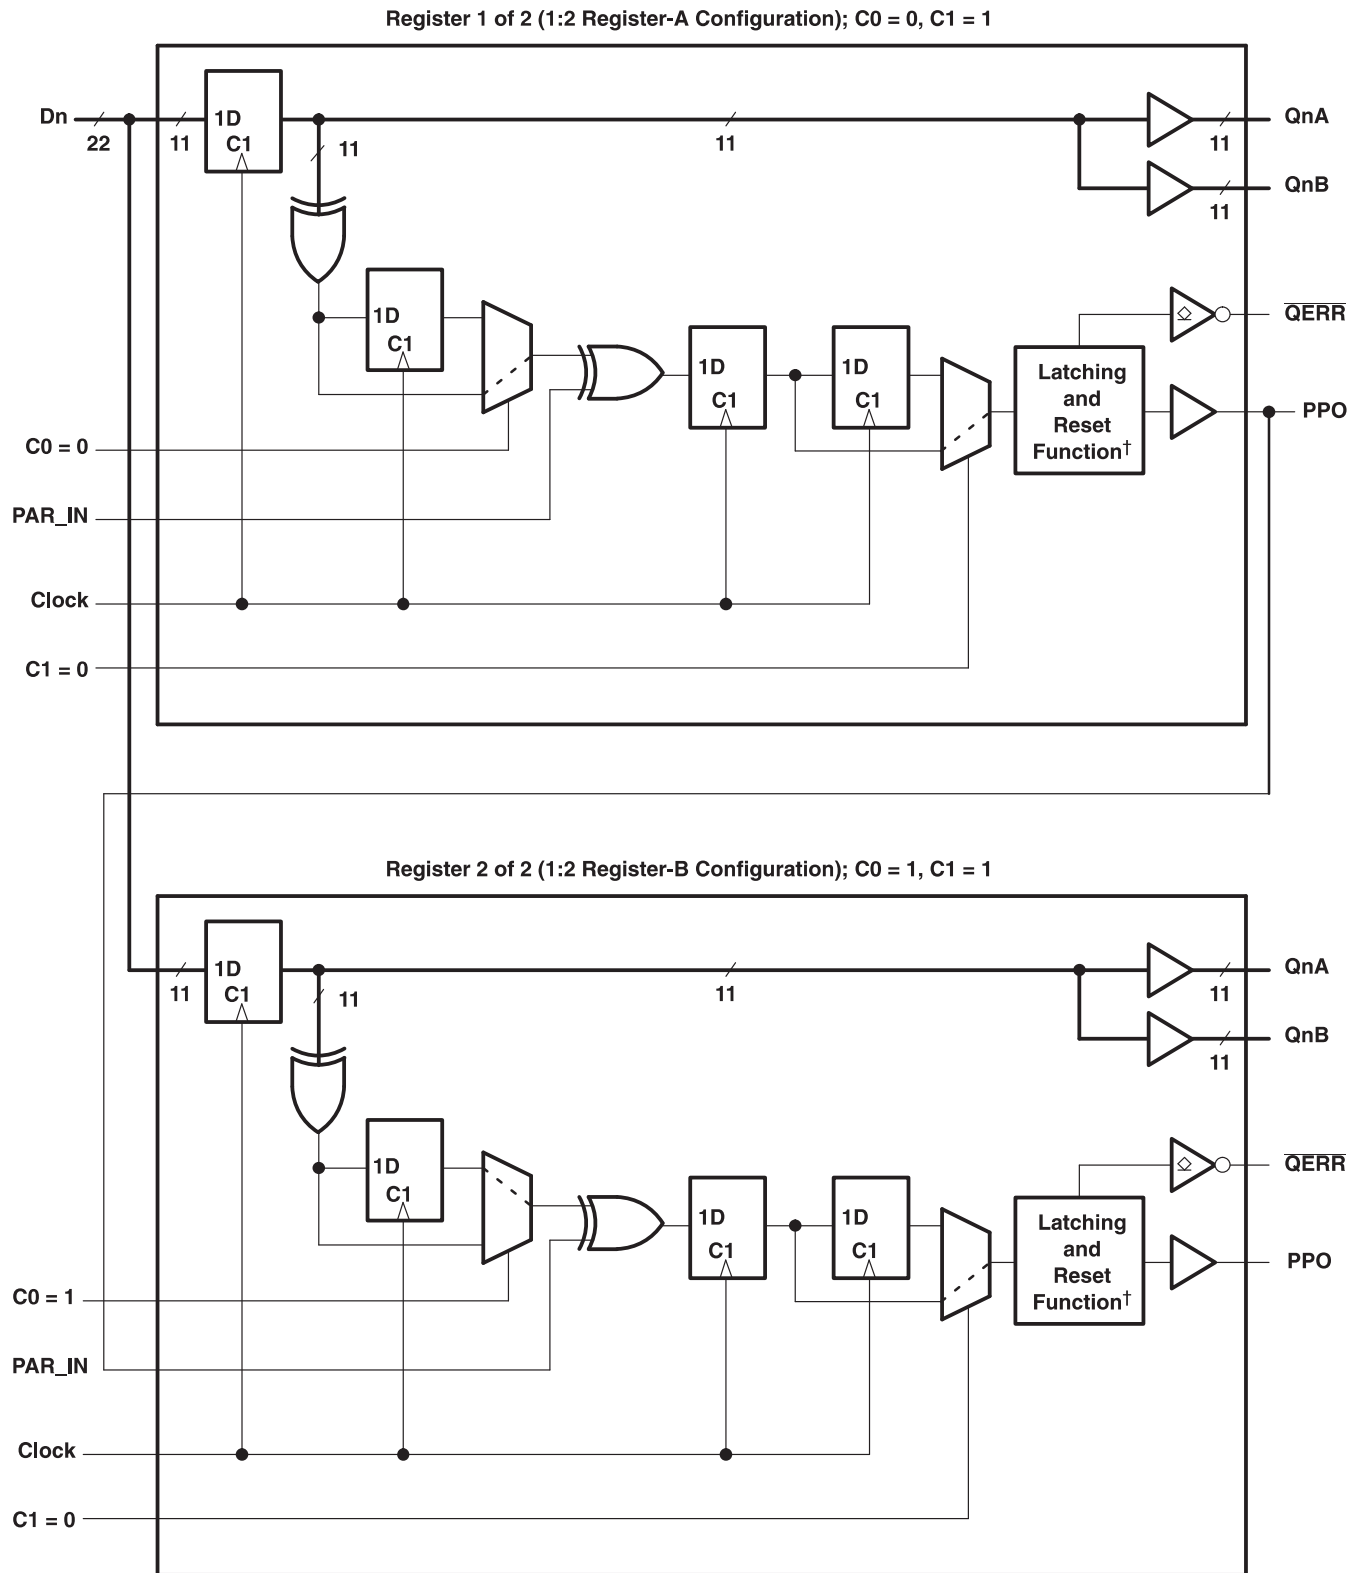 Register 1 of 2 (1:2 Register-A Configuration); C0 = 0, C1 = 1
Dn
22
11
1D
C1
11
11
11
QnA
11
QnB
1D
C1
1D
C1
1D
C1
Latching
and
Reset
Function†
QERR
PPO
C0 = 0
PAR_IN
Clock
C1 = 0
Register 2 of 2 (1:2 Register-B Configuration); C0 = 1, C1 = 1
11
1D
C1
11
11
11
QnA
11
QnB
1D
C1
1D
C1
1D
C1
Latching
and
Reset
Function†
QERR
PPO
C0 = 1
PAR_IN
Clock
C1 = 0